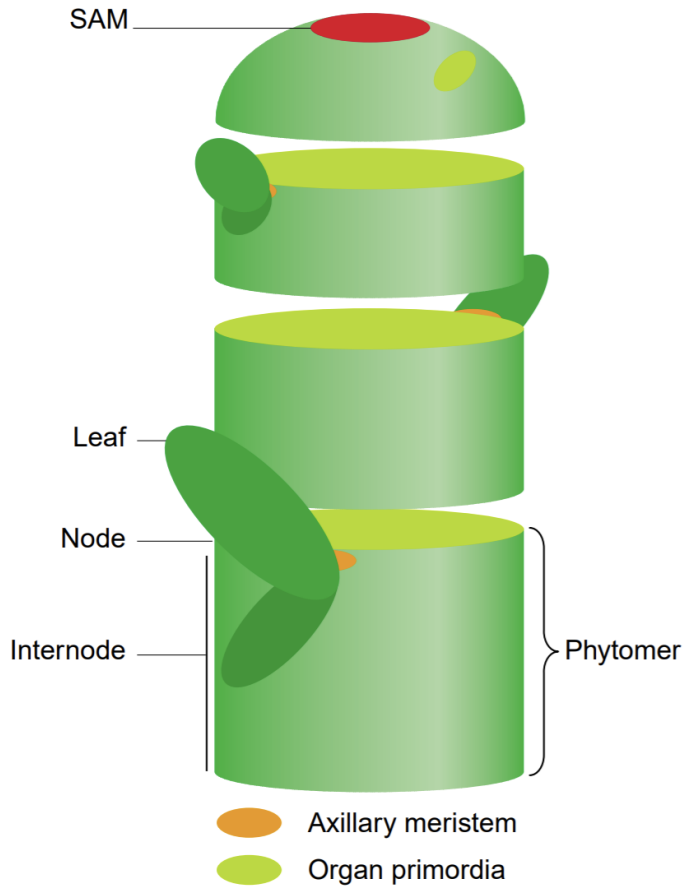 SAM
Leaf
Node
Internode
Phytomer
Axillary meristem
Organ primordia